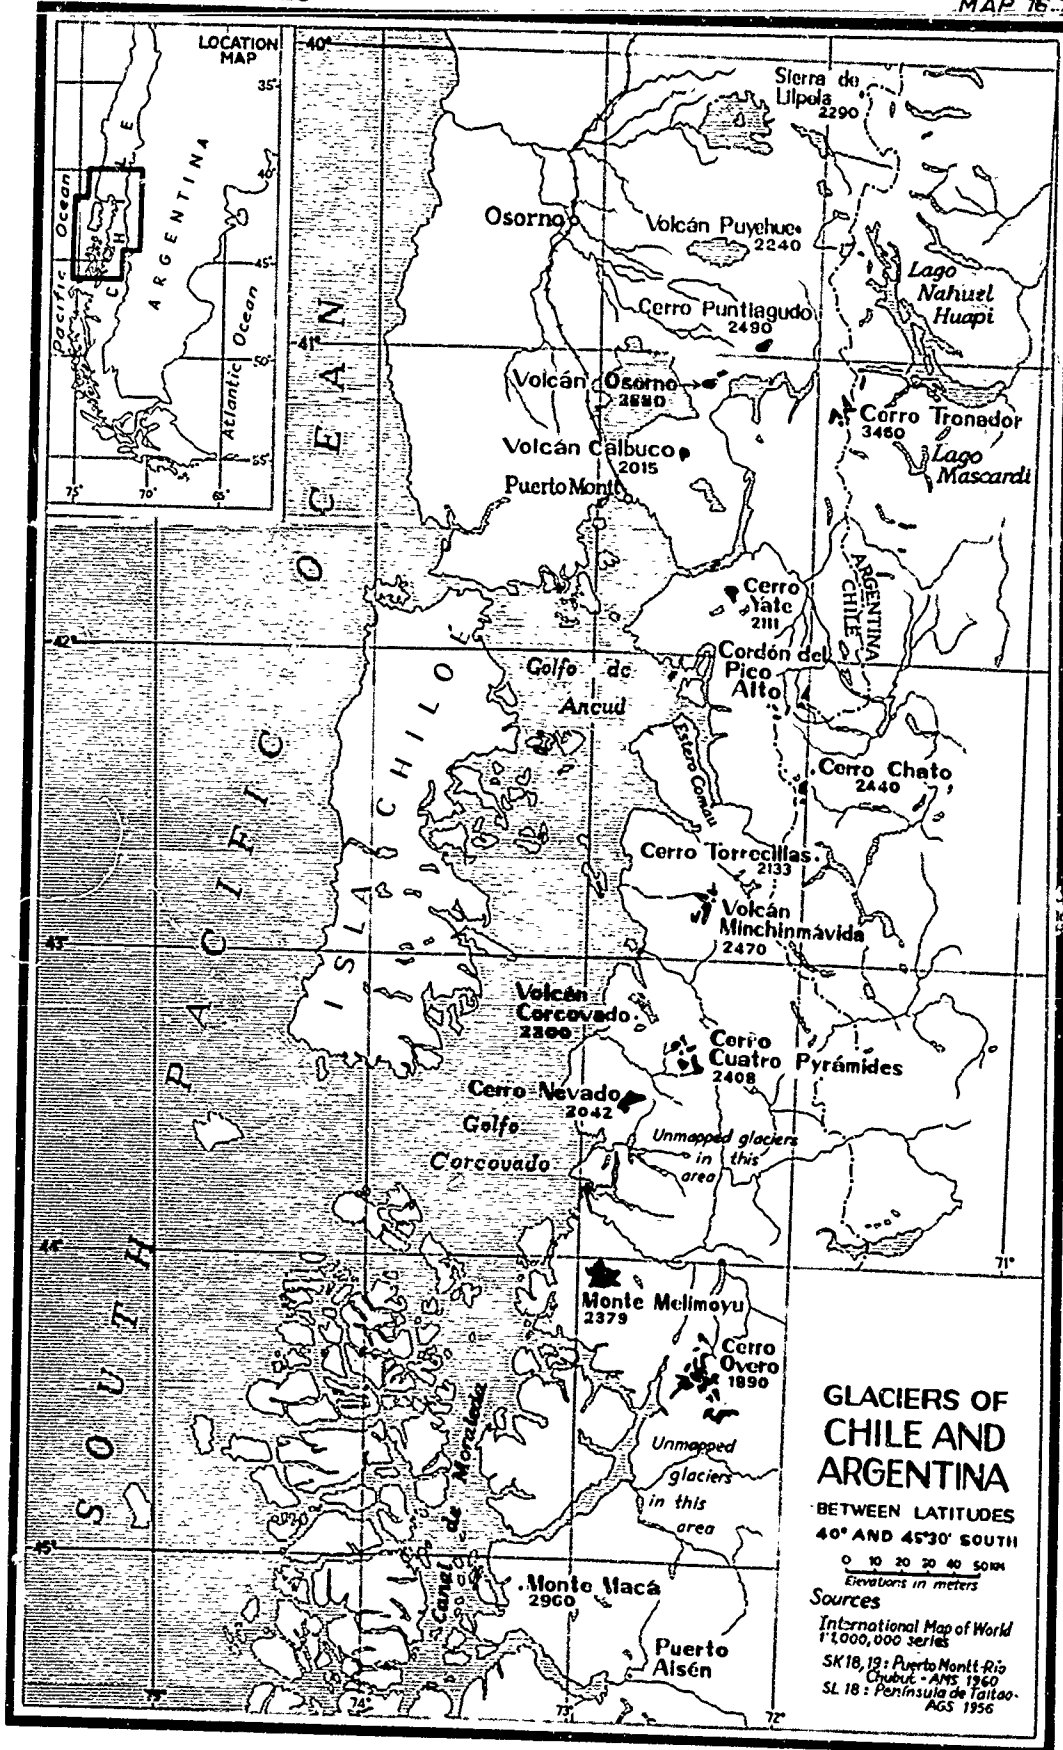 MAP 16
LOCATION
MAP
35°
40
45°
50
55°
75°
70°
Pacific Ocean
CHILE
ARGENTINA
Atlantic Ocean
40°
41°
42°
43°
44°
45°
SOUTH PACIFIC OCEAN
Sierra de
Lilpela
2290
Osorno
Volcán Puyehue
2240
Lago
Nahuel
Huapi
Cerro Puntiagudo
2490
Volcán Osorno
Cerro Tronador
3460
Volcán Calbuco
2015
Lago
Mascardi
Puerto Montt
ARGENTINA
CHILE
Cerro
Yate
2111
Cordón del
Pico
Alto
Golfo de
Ancud
ISLA CHILOÉ
Estero Comau
Cerro Chato
2440
Cerro Torrecillas
2133
Volcán
Minchinmávida
2470
Volcán
Corcovado
2300
Cerro
Cuatro Pyrámides
2408
Cerro Nevado
2042
Golfo
Corcovado
Unmapped glaciers
in this
area
71°
Monte Melimoyu
2379
Cerro
Overo
1890
Canal de Moraleda
Unmapped
glaciers
in this
area
Monte Macá
2960
Puerto
Aisén
75°
74°
73°
72°
GLACIERS OF
CHILE AND
ARGENTINA
BETWEEN LATITUDES
40° AND 45°30' SOUTH
0 10 20 30 40 50 KM
Elevations in meters
Sources
International Map of World
1:1,000,000 series
SK 18, 19: Puerto Montt-Rio
Chubut - AMS 1960
SL 18: Península de Taitao-
AGS 1956